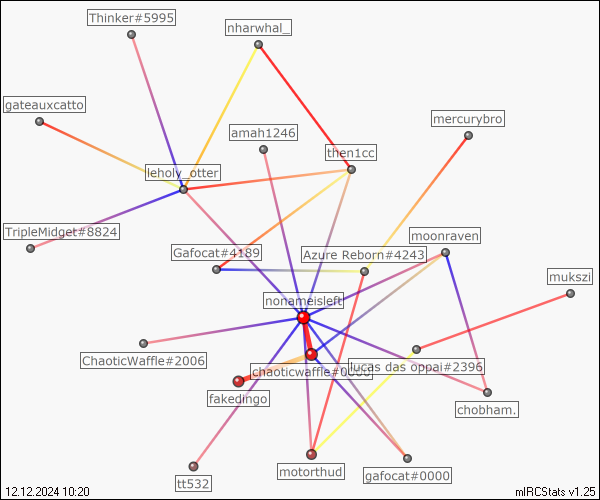 Thinker#5995
nharwhal_
gateauxcatto
mercurybro
amah1246
then1cc
leholy_otter
TripleMidget#8824
moonraven
Gafocat#4189
Azure Reborn#4243
mukszi
nonameisleft
ChaoticWaffle#2006
chaoticwaffle#0000
lucas das oppai#2396
fakedingo
chobham.
motorthud
gafocat#0000
tt532
12.12.2024 10:20
mIRCStats v1.25